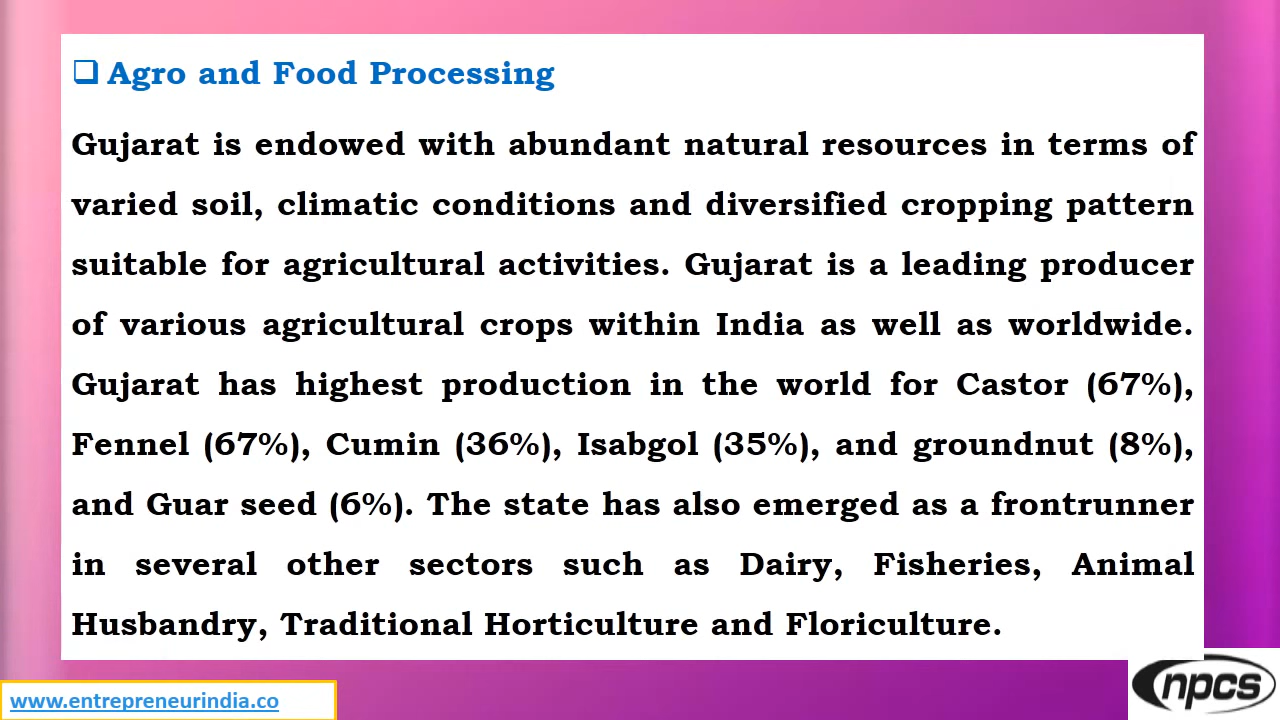 ❑ Agro and Food Processing
Gujarat is endowed with abundant natural resources in terms of
varied soil, climatic conditions and diversified cropping pattern
suitable for agricultural activities. Gujarat is a leading producer
of various agricultural crops within India as well as worldwide.
Gujarat has highest production in the world for Castor (67%),
Fennel (67%), Cumin (36%), Isabgol (35%), and groundnut (8%),
and Guar seed (6%). The state has also emerged as a frontrunner
in several other sectors such as Dairy, Fisheries, Animal
Husbandry, Traditional Horticulture and Floriculture.
www.entrepreneurindia.co
npcs